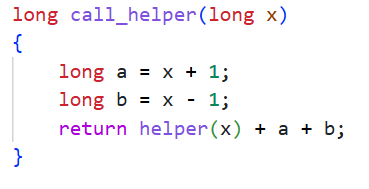 long call_helper(long x)
{
    long a = x + 1;
    long b = x - 1;
    return helper(x) + a + b;
}